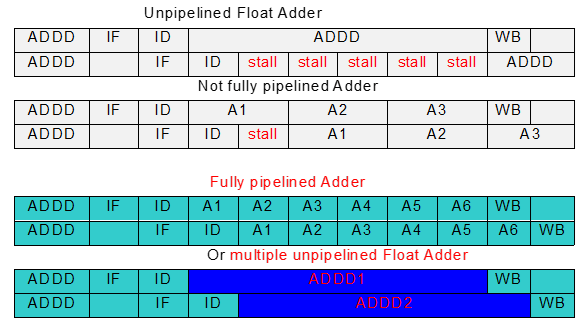 Unpipelined Float Adder
ADDD IF ID ADDD WB
ADDD IF ID stall stall stall stall stall ADDD
Not fully pipelined Adder
ADDD IF ID A1 A2 A3 WB
ADDD IF ID stall A1 A2 A3
Fully pipelined Adder
ADDD IF ID A1 A2 A3 A4 A5 A6 WB
ADDD IF ID A1 A2 A3 A4 A5 A6 WB
Or multiple unpipelined Float Adder
ADDD IF ID ADDD1 WB
ADDD IF ID ADDD2 WB